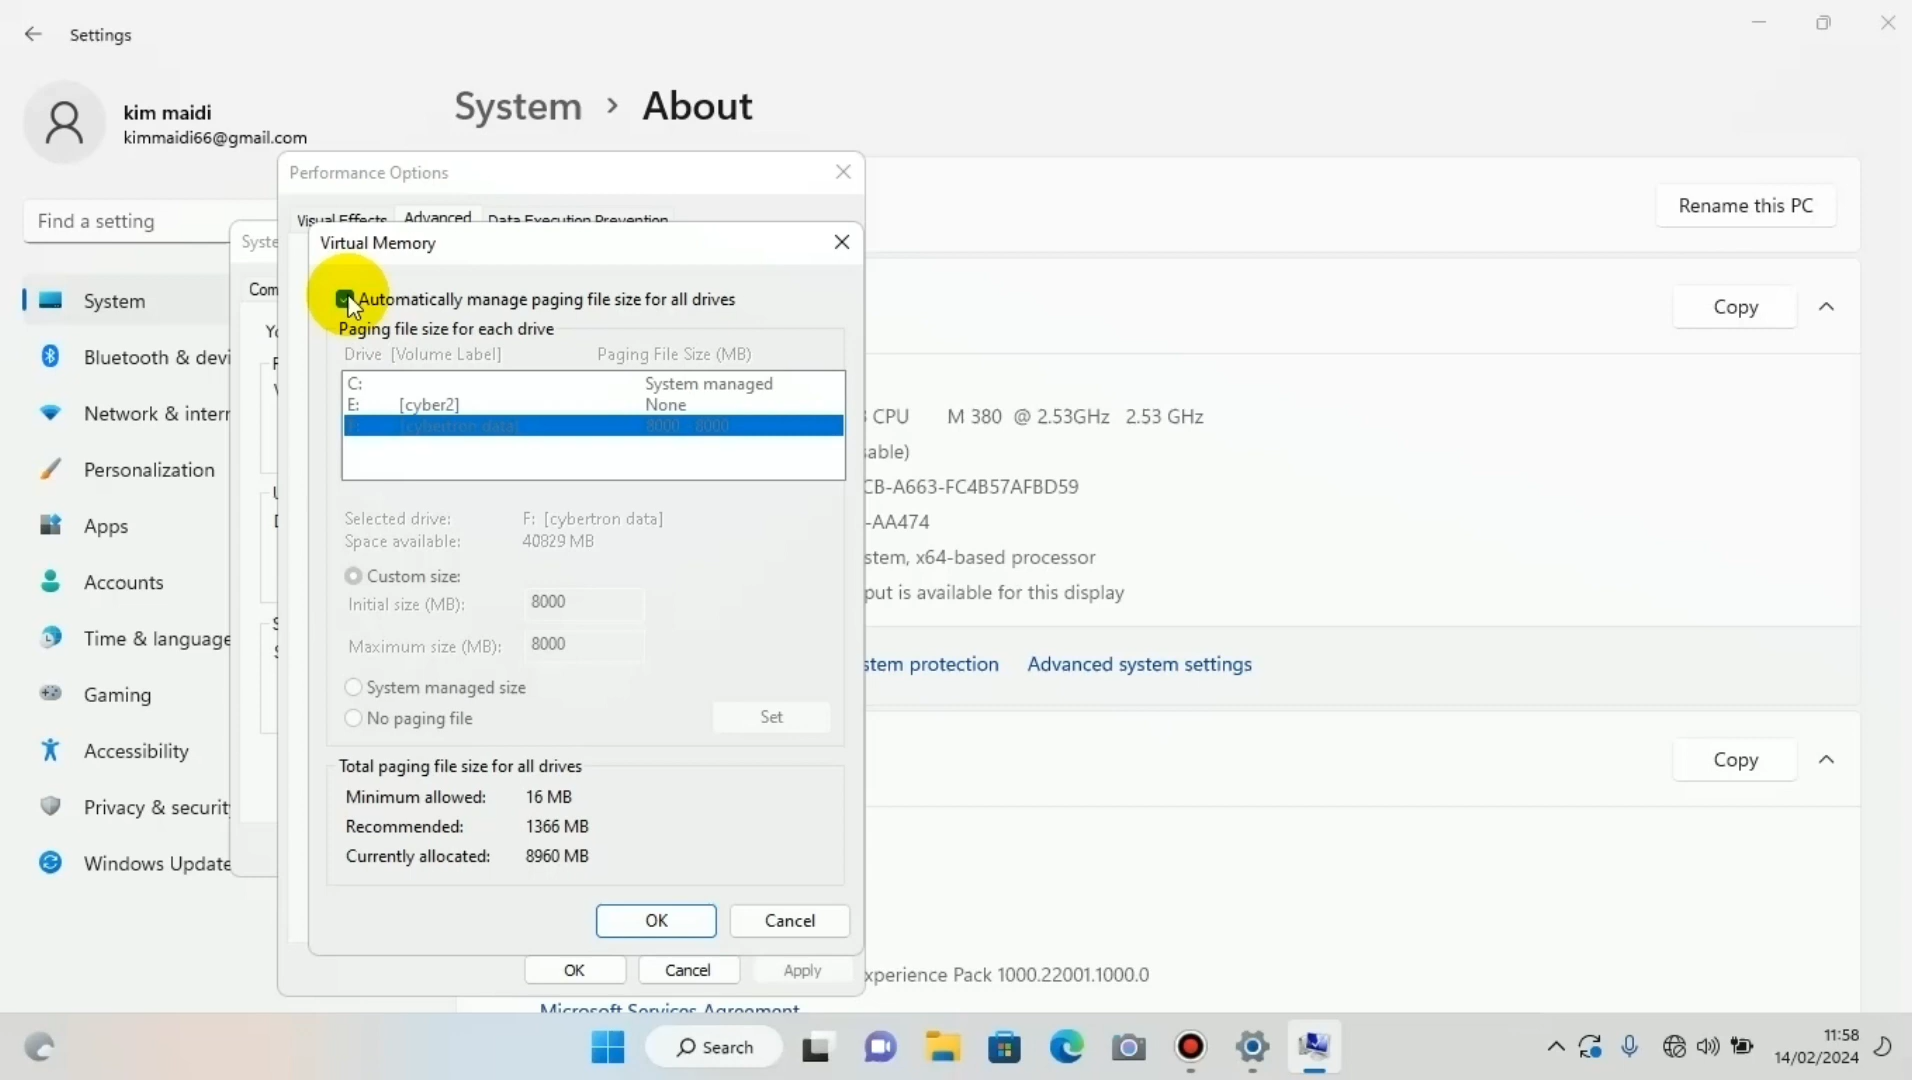 Settings
kim maidi
kimmaidi66@gmail.com
System > About
Performance Options
Rename this PC
Find a setting
Visual Effects Advanced Data Execution Prevention
Syste
Virtual Memory
Com
System
Automatically manage paging file size for all drives
Copy
Yo
Paging file size for each drive
Bluetooth & devi
Drive [Volume Label] Paging File Size (MB)
C: System managed
E: [cyber2] None
F: [cybertron data] 8000 - 8000
Network & intern
CPU M 380 @ 2.53GHz 2.53 GHz
able)
Personalization
CB-A663-FC4B57AFBD59
Selected drive: F: [cybertron data]
-AA474
Apps
Space available: 40829 MB
stem, x64-based processor
Accounts
Custom size:
put is available for this display
Initial size (MB): 8000
Time & language
Maximum size (MB): 8000
stem protection Advanced system settings
Gaming
System managed size
No paging file
Set
Accessibility
Total paging file size for all drives
Copy
Minimum allowed: 16 MB
Privacy & securit
Recommended: 1366 MB
Currently allocated: 8960 MB
Windows Update
OK Cancel
OK Cancel Apply
xperience Pack 1000.22001.1000.0
Microsoft Services Agreement
Search
11:58
14/02/2024